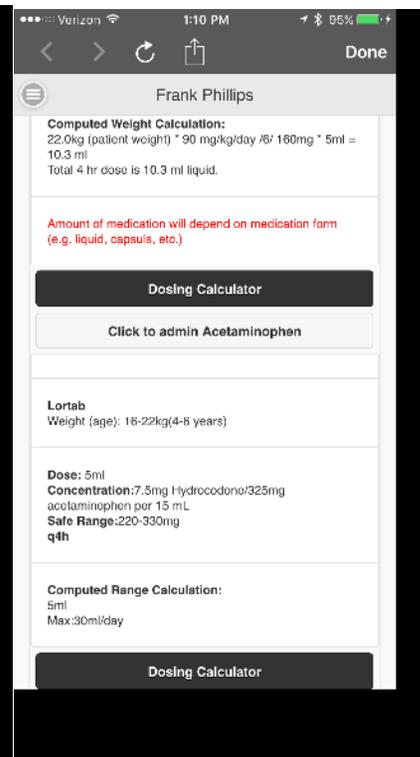 Verizon 1:10 PM 95%
Done
Frank Phillips
Computed Weight Calculation:
22.0kg (patient weight) * 90 mg/kg/day /6/ 160mg * 5ml =
10.3 ml
Total 4 hr dose is 10.3 ml liquid.
Amount of medication will depend on medication form
(e.g. liquid, capsuls, etc.)
Dosing Calculator
Click to admin Acetaminophen
Lortab
Weight (age): 16-22kg(4-6 years)
Dose: 5ml
Concentration:7.5mg Hydrocodone/325mg
acetaminophen per 15 mL
Safe Range:220-330mg
q4h
Computed Range Calculation:
5ml
Max:30ml/day
Dosing Calculator